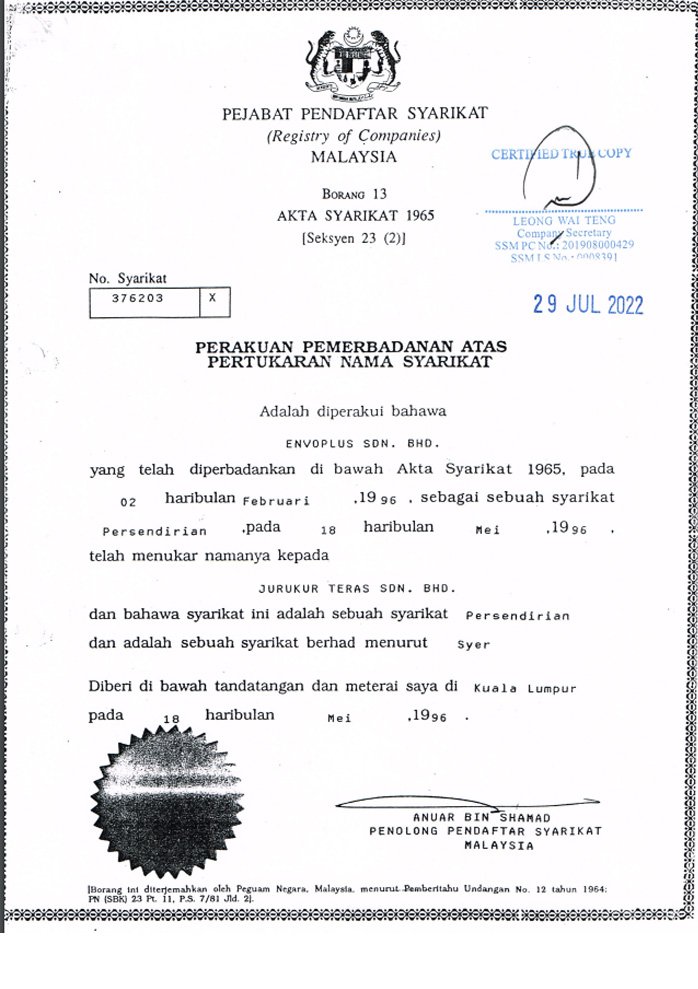 PEJABAT PENDAFTAR SYARIKAT
(Registry of Companies)
MALAYSIA
CERTIFIED TRUE COPY
BORANG 13
AKTA SYARIKAT 1965
[Seksyen 23 (2)]
LEONG WAI TENG
Company Secretary
SSM PC No.: 201908000429
SSM LS No.: 0008391
No. Syarikat
376203 X
29 JUL 2022
PERAKUAN PEMERBADANAN ATAS
PERTUKARAN NAMA SYARIKAT
Adalah diperakui bahawa
ENVOPLUS SDN. BHD.
yang telah diperbadankan di bawah Akta Syarikat 1965, pada
02 haribulan Februari ,1996 , sebagai sebuah syarikat
Persendirian ,pada 18 haribulan Mei ,1996 ,
telah menukar namanya kepada
JURUKUR TERAS SDN. BHD.
dan bahawa syarikat ini adalah sebuah syarikat Persendirian
dan adalah sebuah syarikat berhad menurut Syer
Diberi di bawah tandatangan dan meterai saya di Kuala Lumpur
pada 18 haribulan Mei ,1996 .
ANUAR BIN SHAMAD
PENOLONG PENDAFTAR SYARIKAT
MALAYSIA
[Borang ini diterjemahkan oleh Peguam Negara, Malaysia, menurut Pemberitahu Undangan No. 12 tahun 1964;
PN (SBK) 23 Pt. 11, P.S. 7/81 Jld. 2].